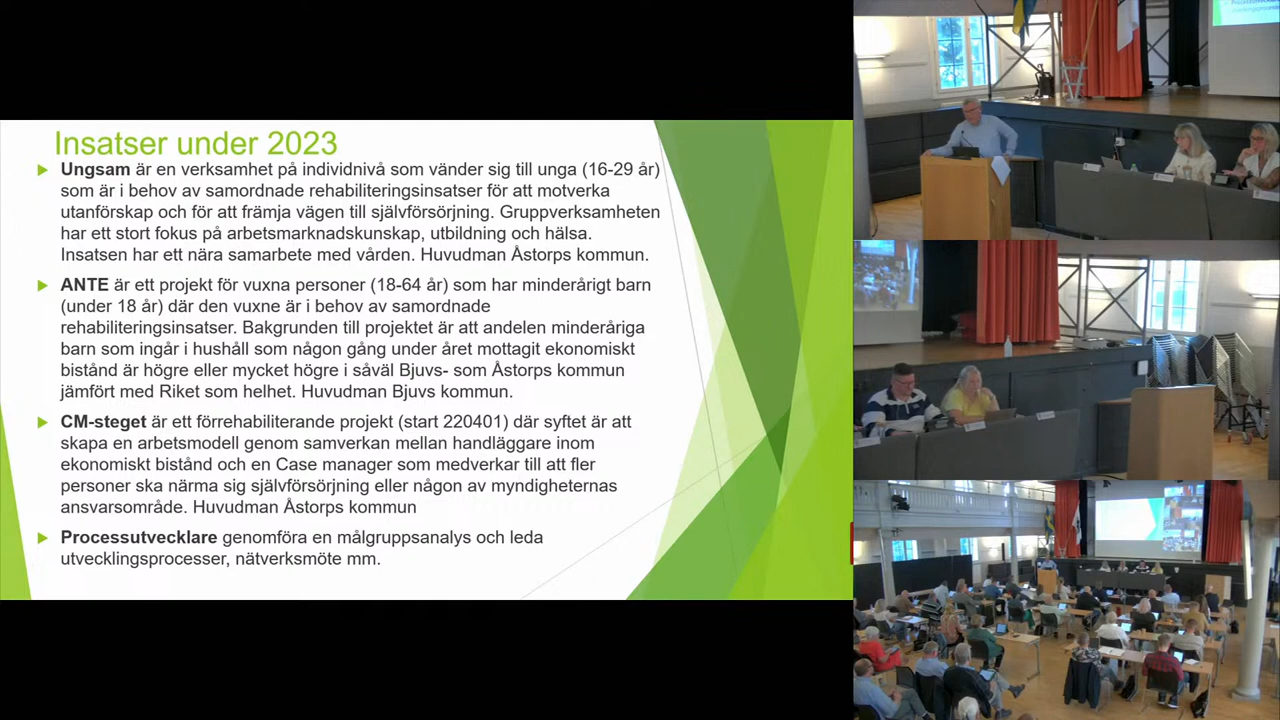 Insatser under 2023
Ungsam är en verksamhet på individnivå som vänder sig till unga (16-29 år)
som är i behov av samordnade rehabiliteringsinsatser för att motverka
utanförskap och för att främja vägen till självförsörjning. Gruppverksamheten
har ett stort fokus på arbetsmarknadskunskap, utbildning och hälsa.
Insatsen har ett nära samarbete med vården. Huvudman Åstorps kommun.
ANTE är ett projekt för vuxna personer (18-64 år) som har minderårigt barn
(under 18 år) där den vuxne är i behov av samordnade
rehabiliteringsinsatser. Bakgrunden till projektet är att andelen minderåriga
barn som ingår i hushåll som någon gång under året mottagit ekonomiskt
bistånd är högre eller mycket högre i såväl Bjuvs- som Åstorps kommun
jämfört med Riket som helhet. Huvudman Bjuvs kommun.
CM-steget är ett förrehabiliterande projekt (start 220401) där syftet är att
skapa en arbetsmodell genom samverkan mellan handläggare inom
ekonomiskt bistånd och en Case manager som medverkar till att fler
personer ska närma sig självförsörjning eller någon av myndigheternas
ansvarsområde. Huvudman Åstorps kommun
Processutvecklare genomföra en målgruppsanalys och leda
utvecklingsprocesser, nätverksmöte mm.